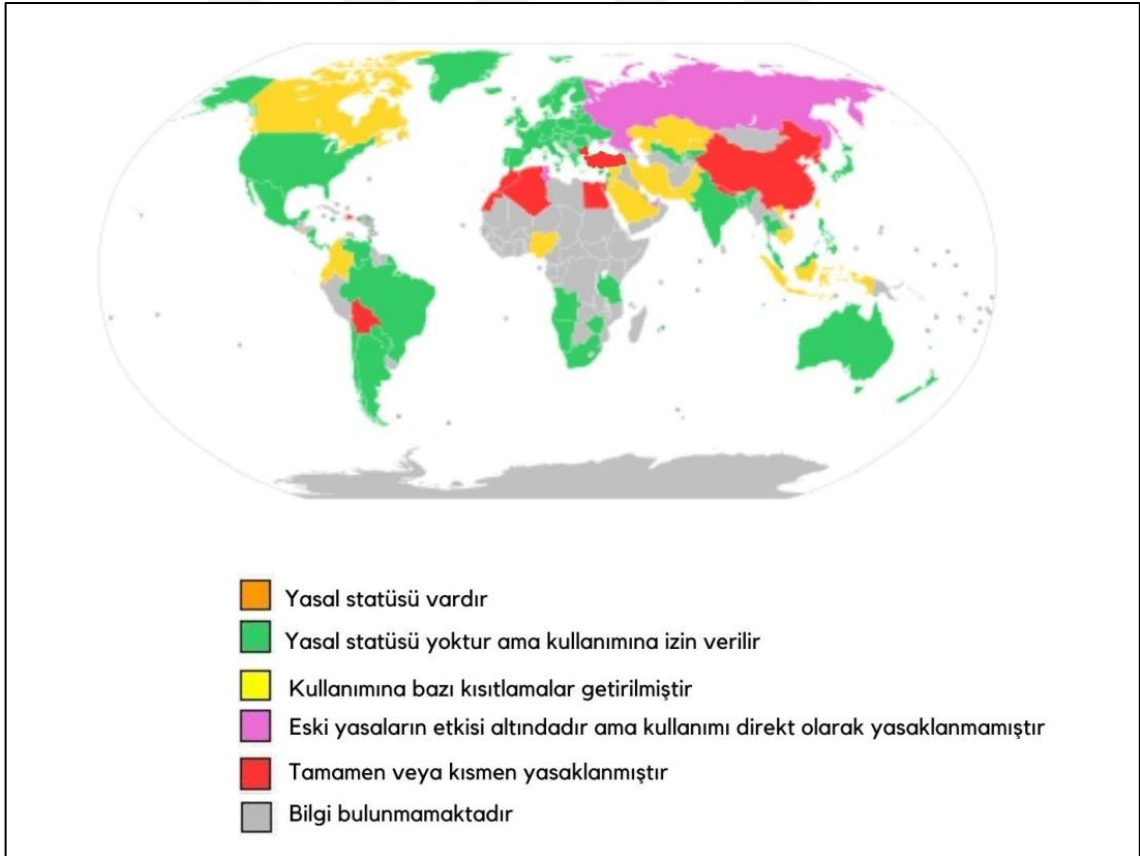 Yasal statüsü vardır
Yasal statüsü yoktur ama kullanımına izin verilir
Kullanımına bazı kısıtlamalar getirilmiştir
Eski yasaların etkisi altındadır ama kullanımı direkt olarak yasaklanmamıştır
Tamamen veya kısmen yasaklanmıştır
Bilgi bulunmamaktadır